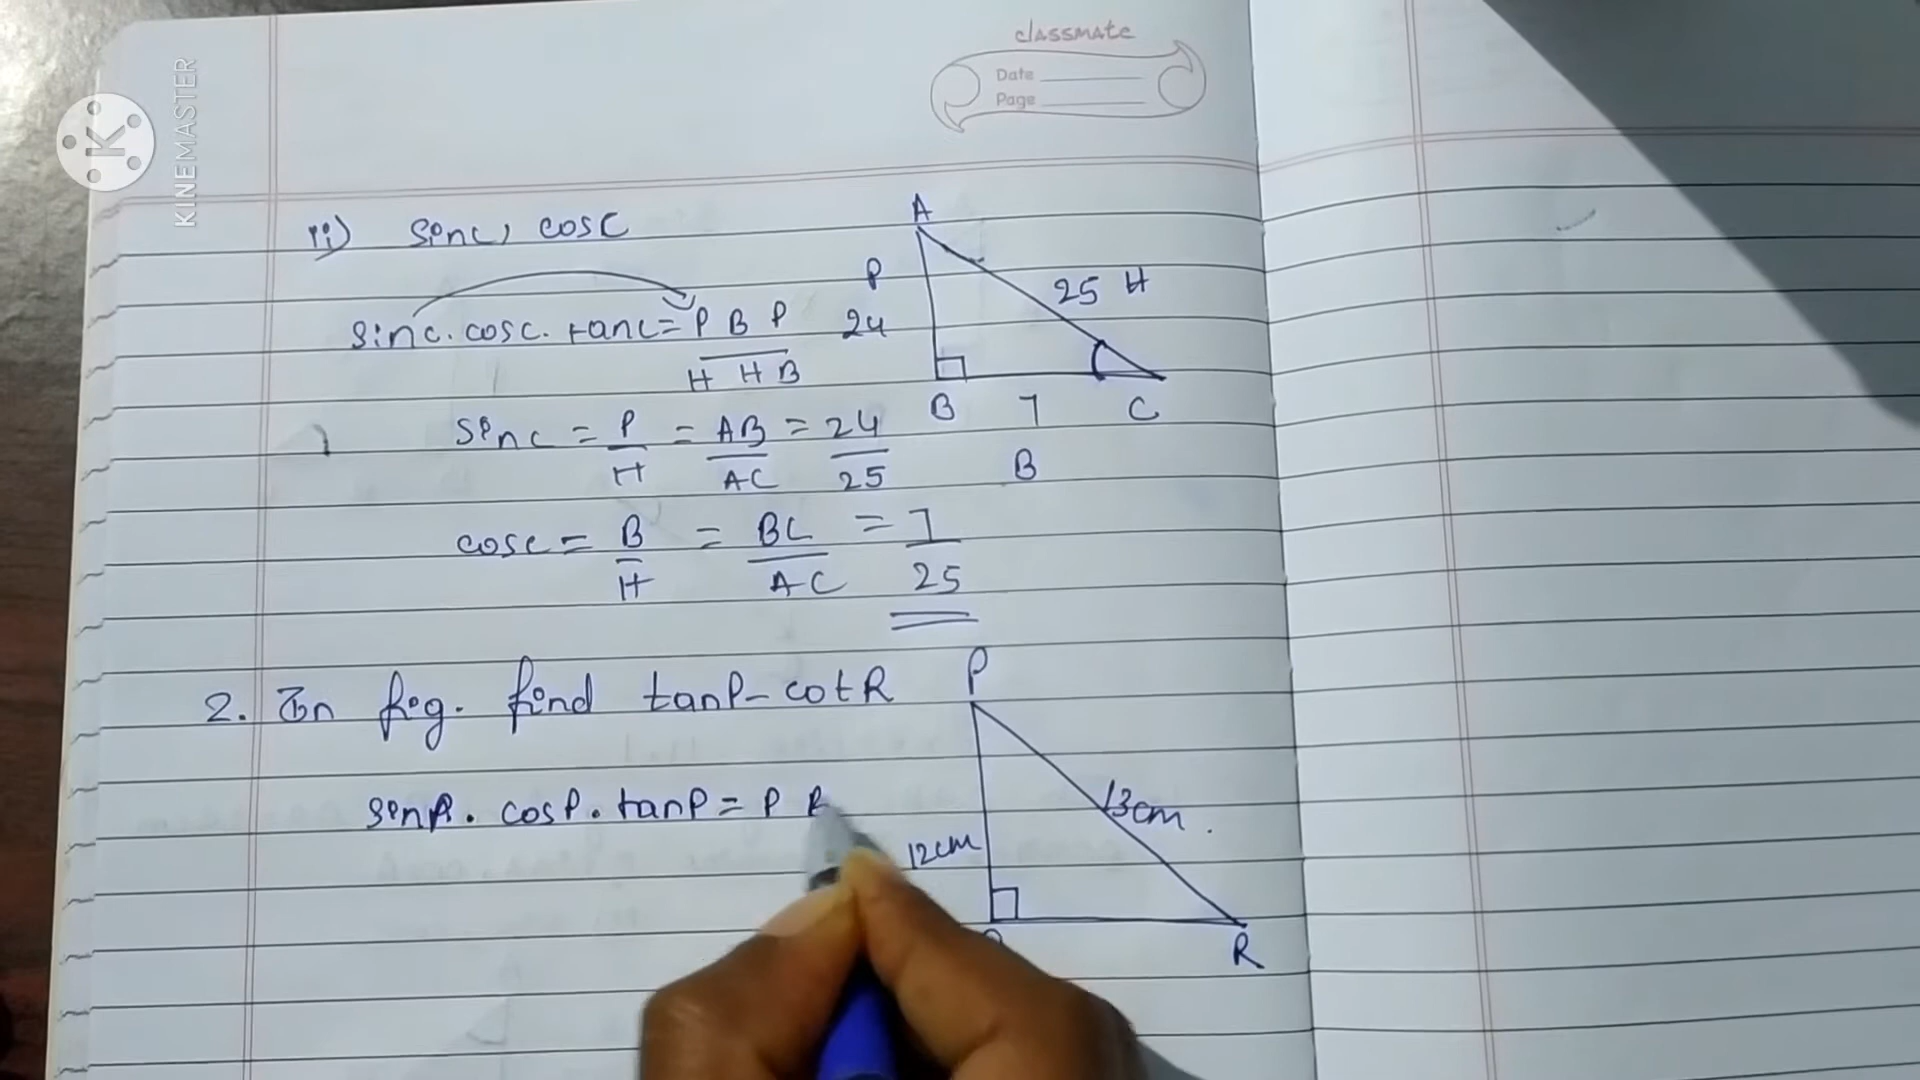 classmate
Date
Page
KINEMASTER
ii) sinC, cosC
A
P
25 H
sinC. cosC. tanC = P B P
24
H H B
B 7 C
sinC = P/H = AB/AC = 24/25
B
cosC = B/H = BC/AC = 7/25
2. In fig. find tanP - cotR
P
sinP. cosP. tanP = P B
13cm.
12cm
R